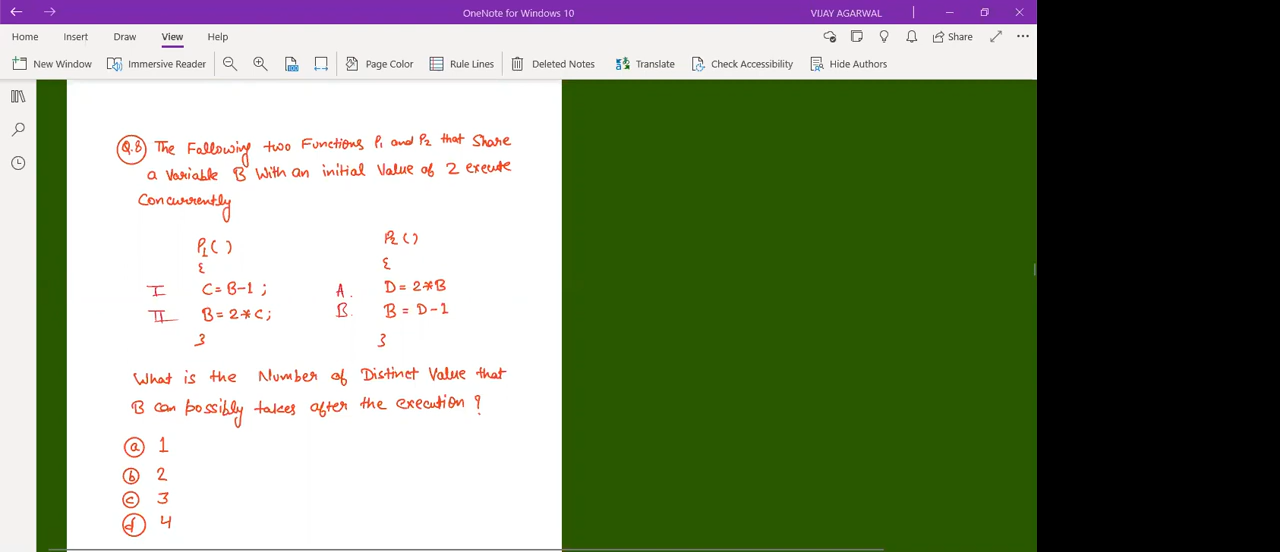 OneNote for Windows 10
VIJAY AGARWAL
Home Insert Draw View Help
Share
New Window Immersive Reader Page Color Rule Lines Deleted Notes Translate Check Accessibility Hide Authors
Q.8 The Following two Functions P1 and P2 that Share
a Variable B With an initial Value of 2 execute
Concurrently
P1 ( ) P2 ( )
{ {
I C = B-1 ; A. D = 2*B
II B = 2*C ; B. B = D-1
} }
What is the Number of Distinct Value that
B can possibly takes after the execution ?
a 1
b 2
c 3
d 4